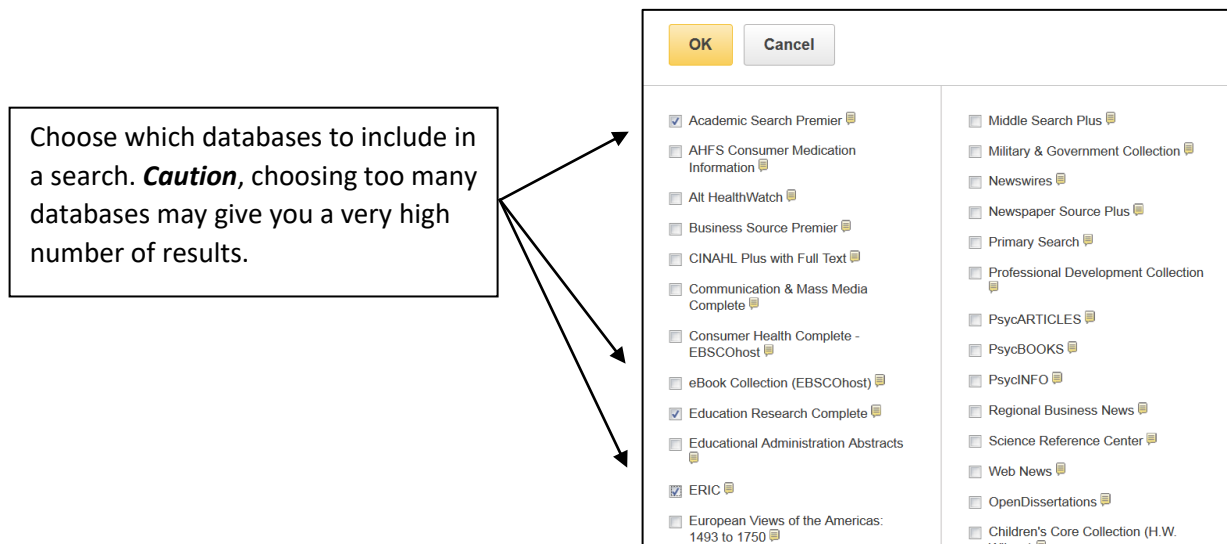 OK
Cancel
Choose which databases to include in
a search. Caution, choosing too many
databases may give you a very high
number of results.
Academic Search Premier
AHFS Consumer Medication
Information
Alt HealthWatch
Business Source Premier
CINAHL Plus with Full Text
Communication & Mass Media
Complete
Consumer Health Complete -
EBSCOhost
eBook Collection (EBSCOhost)
Education Research Complete
Educational Administration Abstracts
ERIC
European Views of the Americas:
1493 to 1750
Middle Search Plus
Military & Government Collection
Newswires
Newspaper Source Plus
Primary Search
Professional Development Collection
PsycARTICLES
PsycBOOKS
PsycINFO
Regional Business News
Science Reference Center
Web News
OpenDissertations
Children's Core Collection (H.W.